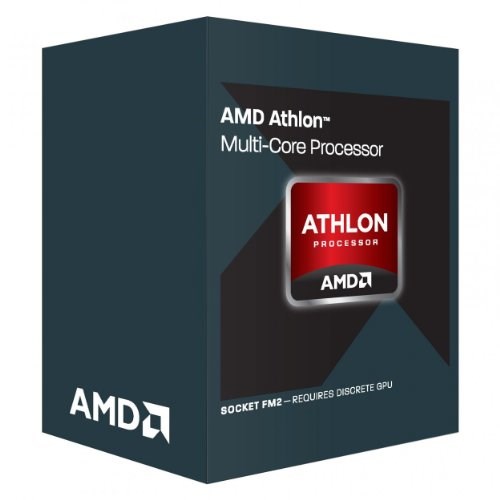 AMD Athlon™
Multi-Core Processor
ATHLON
PROCESSOR
AMD
SOCKET FM2—REQUIRES DISCRETE GPU
AMD